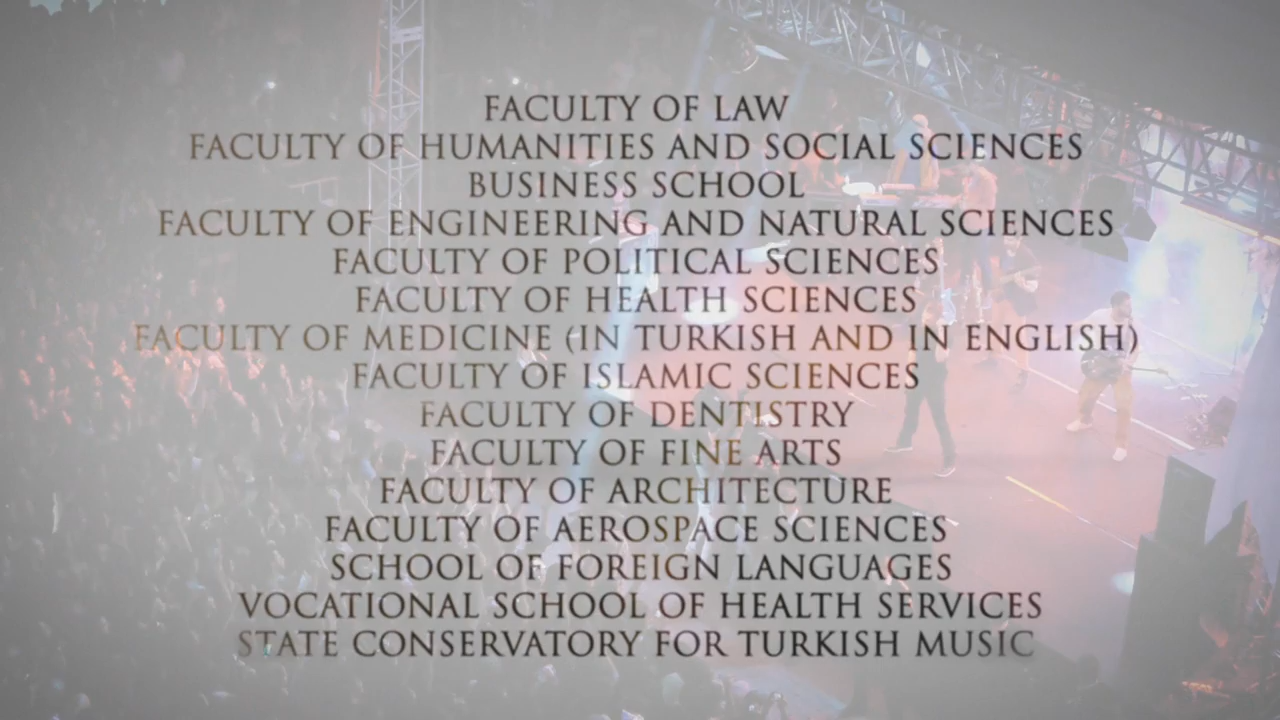 FACULTY OF LAW
FACULTY OF HUMANITIES AND SOCIAL SCIENCES
BUSINESS SCHOOL
FACULTY OF ENGINEERING AND NATURAL SCIENCES
FACULTY OF POLITICAL SCIENCES
FACULTY OF HEALTH SCIENCES
FACULTY OF MEDICINE (IN TURKISH AND IN ENGLISH)
FACULTY OF ISLAMIC SCIENCES
FACULTY OF DENTISTRY
FACULTY OF FINE ARTS
FACULTY OF ARCHITECTURE
FACULTY OF AEROSPACE SCIENCES
SCHOOL OF FOREIGN LANGUAGES
VOCATIONAL SCHOOL OF HEALTH SERVICES
STATE CONSERVATORY FOR TURKISH MUSIC